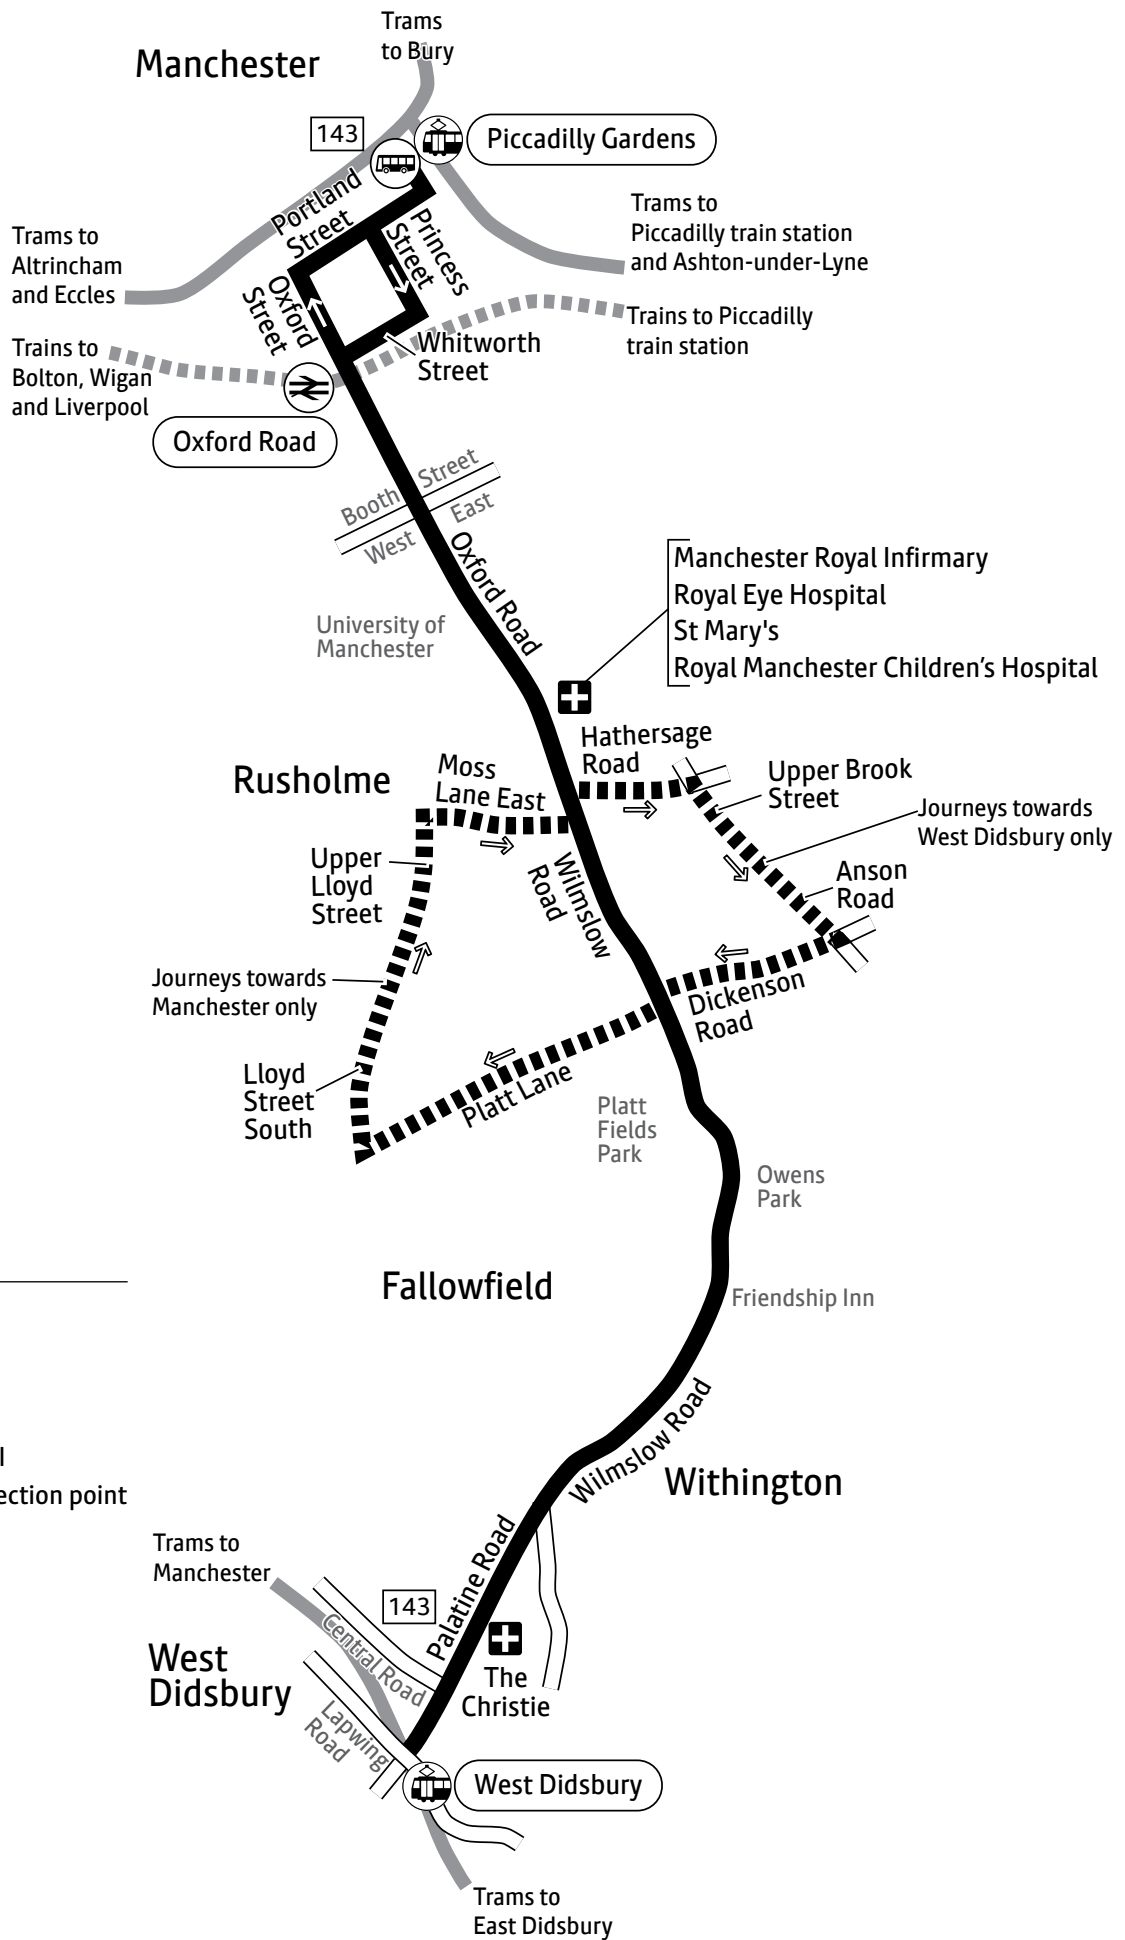 Trams
to Bury
Manchester
143
Piccadilly Gardens
Portland
Street
Princess
Street
Trams to
Piccadilly train station
and Ashton-under-Lyne
Trams to
Altrincham
and Eccles
Oxford
Street
Trains to Piccadilly
train station
Whitworth
Street
Trains to
Bolton, Wigan
and Liverpool
Oxford Road
Booth Street
West East
Oxford Road
Manchester Royal Infirmary
Royal Eye Hospital
St Mary's
Royal Manchester Children’s Hospital
University of
Manchester
Hathersage
Road
Rusholme
Moss
Lane East
Upper Brook
Street
Journeys towards
West Didsbury only
Upper
Lloyd
Street
Wilmslow
Road
Anson
Road
Journeys towards
Manchester only
Dickenson
Road
Lloyd
Street
South
Platt Lane
Platt
Fields
Park
Owens
Park
Fallowfield
Friendship Inn
Wilmslow Road
Withington
l
ection point
Trams to
Manchester
Palatine Road
143
Central Road
West
Didsbury
The
Christie
Lapwing
Road
West Didsbury
Trams to
East Didsbury